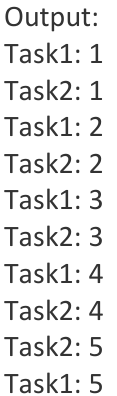 Output:
Task1: 1
Task2: 1
Task1: 2
Task2: 2
Task1: 3
Task2: 3
Task1: 4
Task2: 4
Task2: 5
Task1: 5